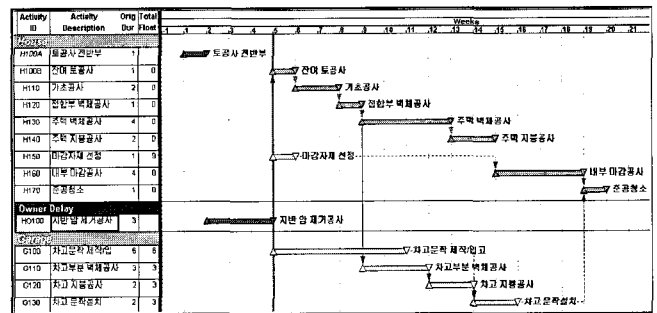 Activity ID Activity Description Orig Dur Total Float
Weeks
-1 .1 .2 .3 .4 .5 .6 .7 .8 .9 .10 .11 .12 .13 .14 .15 .16 .17 .18 .19 .20 .21
H100A 토공사 전반부 1 토공사 전반부
H100B 잔여 토공사 1 0 잔여 토공사
H110 기초공사 2 0 기초공사
H120 접합부 벽체공사 1 0 접합부 벽체공사
H130 주택 벽체공사 4 0 주택 벽체공사
H140 주택 지붕공사 2 0 주택 지붕공사
H150 마감자재 선정 1 9 마감자재 선정
H160 내부 마감공사 4 0 내부 마감공사
H170 준공청소 1 0 준공청소
Owner Delay
HO100 지반 암 제거공사 3 지반 암 제거공사
G100 차고문작 제작/입 6 8 차고문작 제작/입고
G110 차고부분 벽체공사 3 3 차고부분 벽체공사
G120 차고 지붕공사 2 3 차고 지붕공사
G130 차고 문작설치 2 3 차고 문작설치